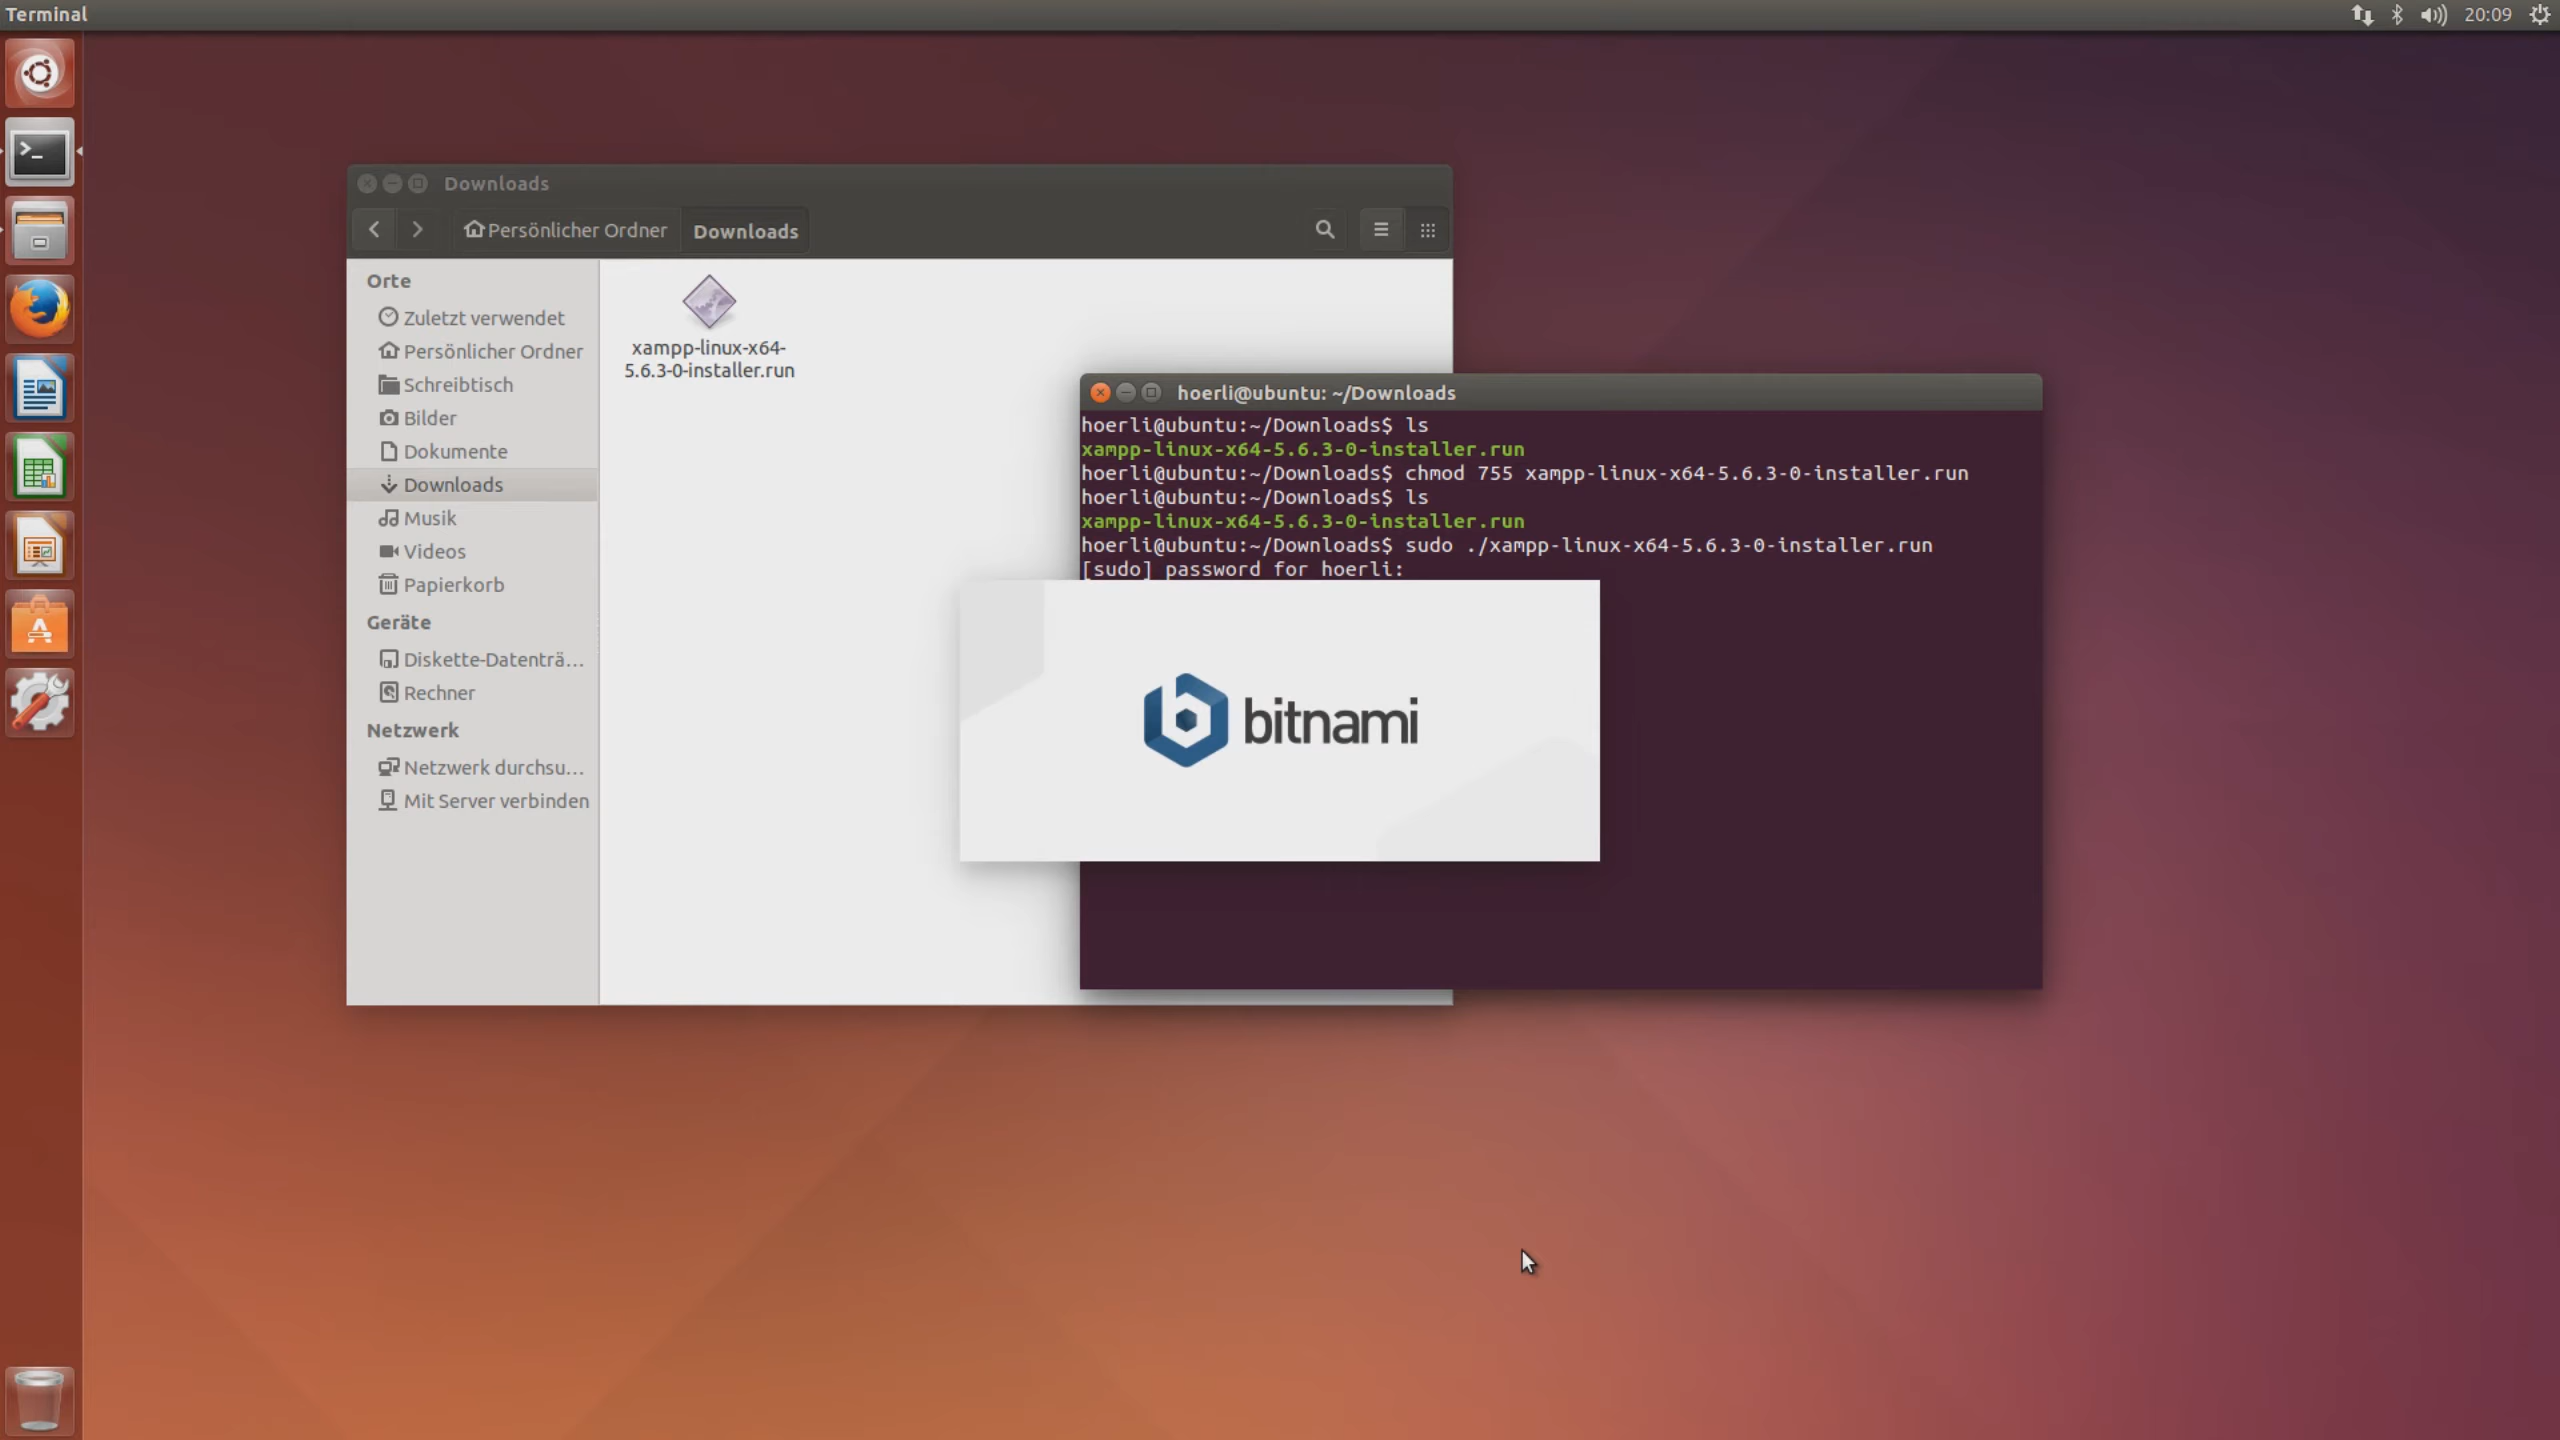 Terminal
20:09
Downloads
Persönlicher Ordner
Downloads
Orte
Zuletzt verwendet
Persönlicher Ordner
Schreibtisch
Bilder
Dokumente
Downloads
Musik
Videos
Papierkorb
Geräte
Diskette-Datenträ...
Rechner
Netzwerk
Netzwerk durchsu...
Mit Server verbinden
xampp-linux-x64-
5.6.3-0-installer.run
hoerli@ubuntu: ~/Downloads
hoerli@ubuntu:~/Downloads$ ls
xampp-linux-x64-5.6.3-0-installer.run
hoerli@ubuntu:~/Downloads$ chmod 755 xampp-linux-x64-5.6.3-0-installer.run
hoerli@ubuntu:~/Downloads$ ls
xampp-linux-x64-5.6.3-0-installer.run
hoerli@ubuntu:~/Downloads$ sudo ./xampp-linux-x64-5.6.3-0-installer.run
[sudo] password for hoerli:
bitnami